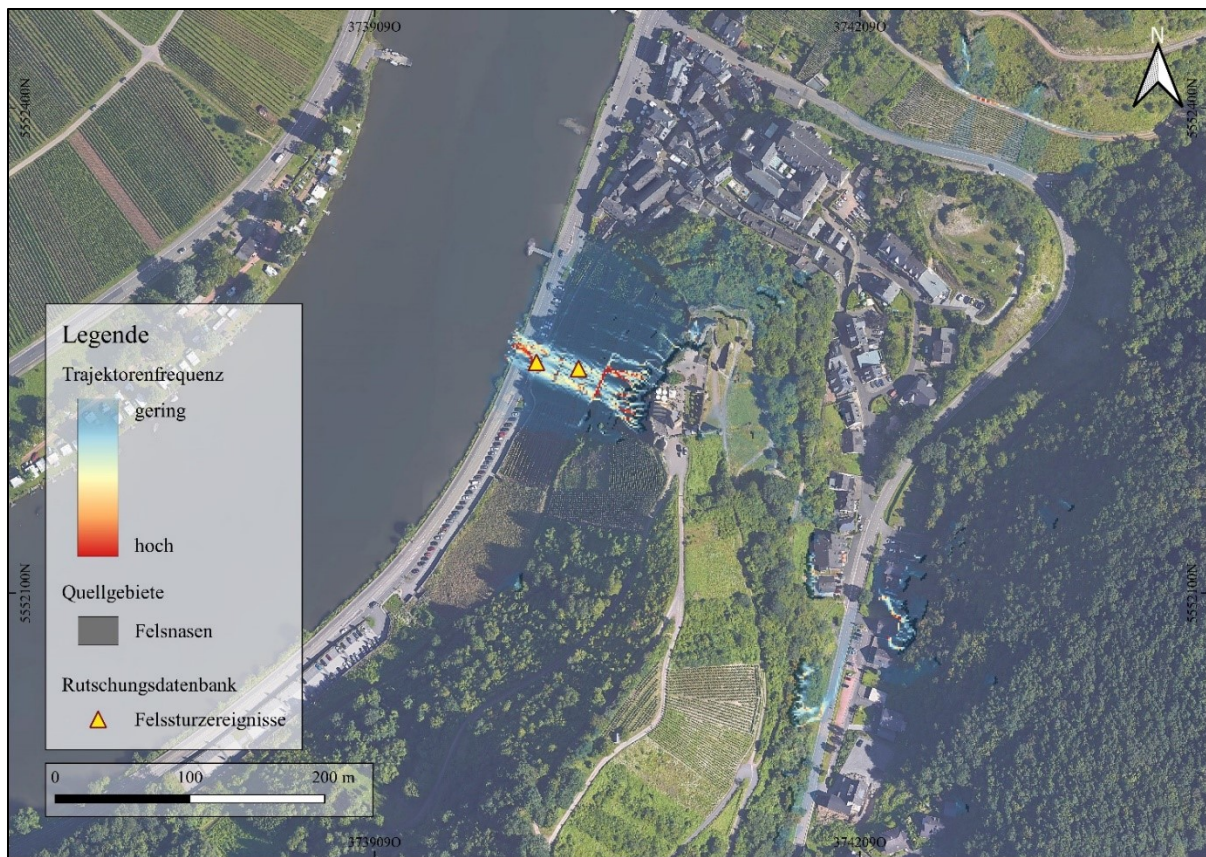 373909O
374209O
N
5552400N
5552400N
Legende
Trajektorenfrequenz
gering
hoch
Quellgebiete
Felsnasen
Rutschungsdatenbank
Felssturzereignisse
5552100N
5552100N
0 100 200 m
373909O
374209O